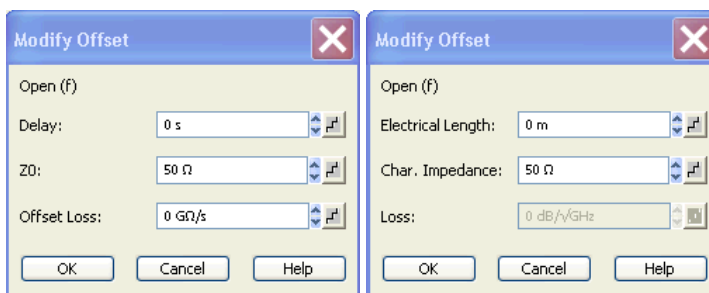 Modify Offset
Open (f)
Delay: 0 s
Z0: 50 Ω
Offset Loss: 0 GΩ/s
OK Cancel Help
Modify Offset
Open (f)
Electrical Length: 0 m
Char. Impedance: 50 Ω
Loss: 0 dB/√GHz
OK Cancel Help